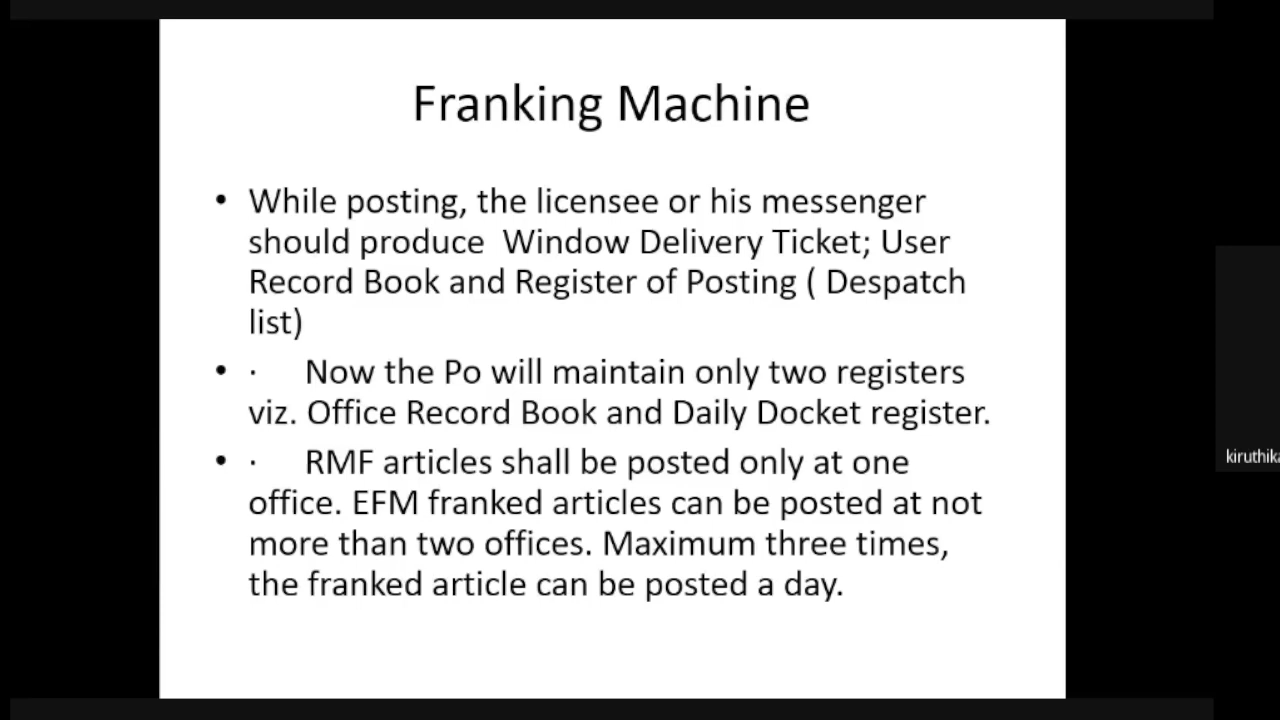 Franking Machine
• While posting, the licensee or his messenger
should produce  Window Delivery Ticket; User
Record Book and Register of Posting ( Despatch
list)
• ·     Now the Po will maintain only two registers
viz. Office Record Book and Daily Docket register.
• ·     RMF articles shall be posted only at one
office. EFM franked articles can be posted at not
more than two offices. Maximum three times,
the franked article can be posted a day.
kiruthika